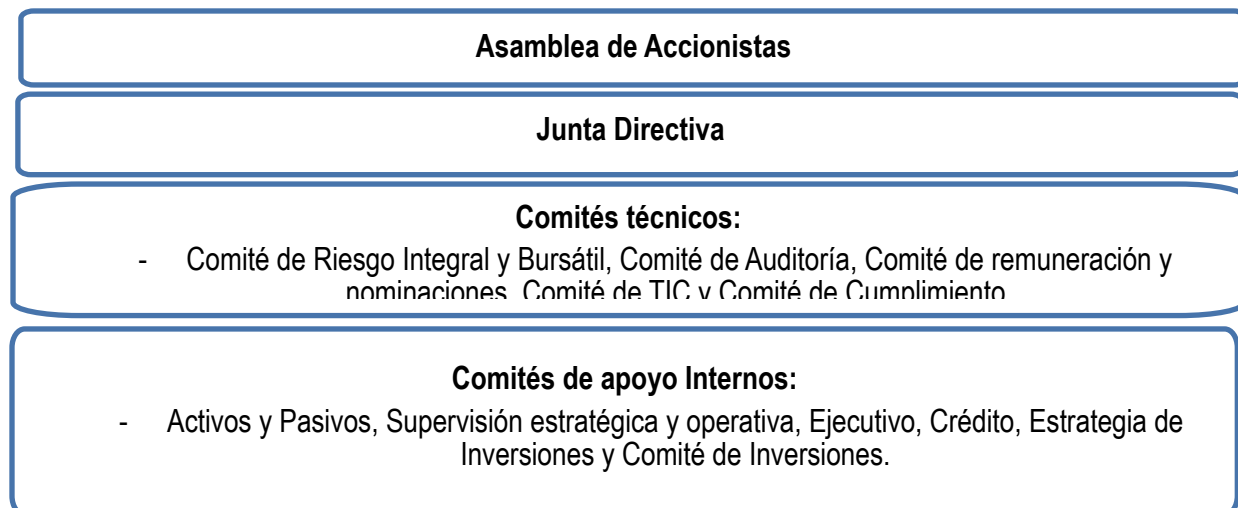 Asamblea de Accionistas
Junta Directiva
Comités técnicos:
- Comité de Riesgo Integral y Bursátil, Comité de Auditoría, Comité de remuneración y
nominaciones, Comité de TIC y Comité de Cumplimiento
Comités de apoyo Internos:
- Activos y Pasivos, Supervisión estratégica y operativa, Ejecutivo, Crédito, Estrategia de
Inversiones y Comité de Inversiones.